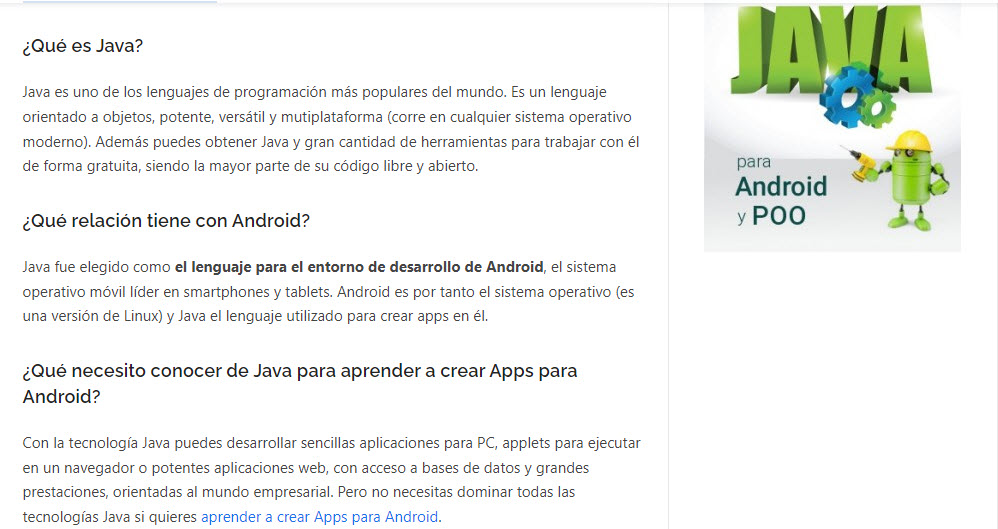 ¿Qué es Java?
Java es uno de los lenguajes de programación más populares del mundo. Es un lenguaje
orientado a objetos, potente, versátil y mutiplataforma (corre en cualquier sistema operativo
moderno). Además puedes obtener Java y gran cantidad de herramientas para trabajar con él
de forma gratuita, siendo la mayor parte de su código libre y abierto.
¿Qué relación tiene con Android?
Java fue elegido como el lenguaje para el entorno de desarrollo de Android, el sistema
operativo móvil líder en smartphones y tablets. Android es por tanto el sistema operativo (es
una versión de Linux) y Java el lenguaje utilizado para crear apps en él.
¿Qué necesito conocer de Java para aprender a crear Apps para
Android?
Con la tecnología Java puedes desarrollar sencillas aplicaciones para PC, applets para ejecutar
en un navegador o potentes aplicaciones web, con acceso a bases de datos y grandes
prestaciones, orientadas al mundo empresarial. Pero no necesitas dominar todas las
tecnologías Java si quieres aprender a crear Apps para Android.
JAVA
para
Android
y POO